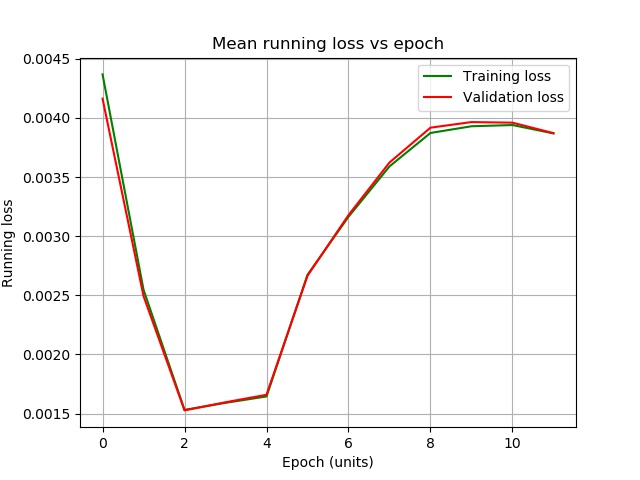 Mean running loss vs epoch
Training loss
Validation loss
0.0045
0.0040
0.0035
0.0030
0.0025
0.0020
0.0015
Running loss
0 2 4 6 8 10
Epoch (units)